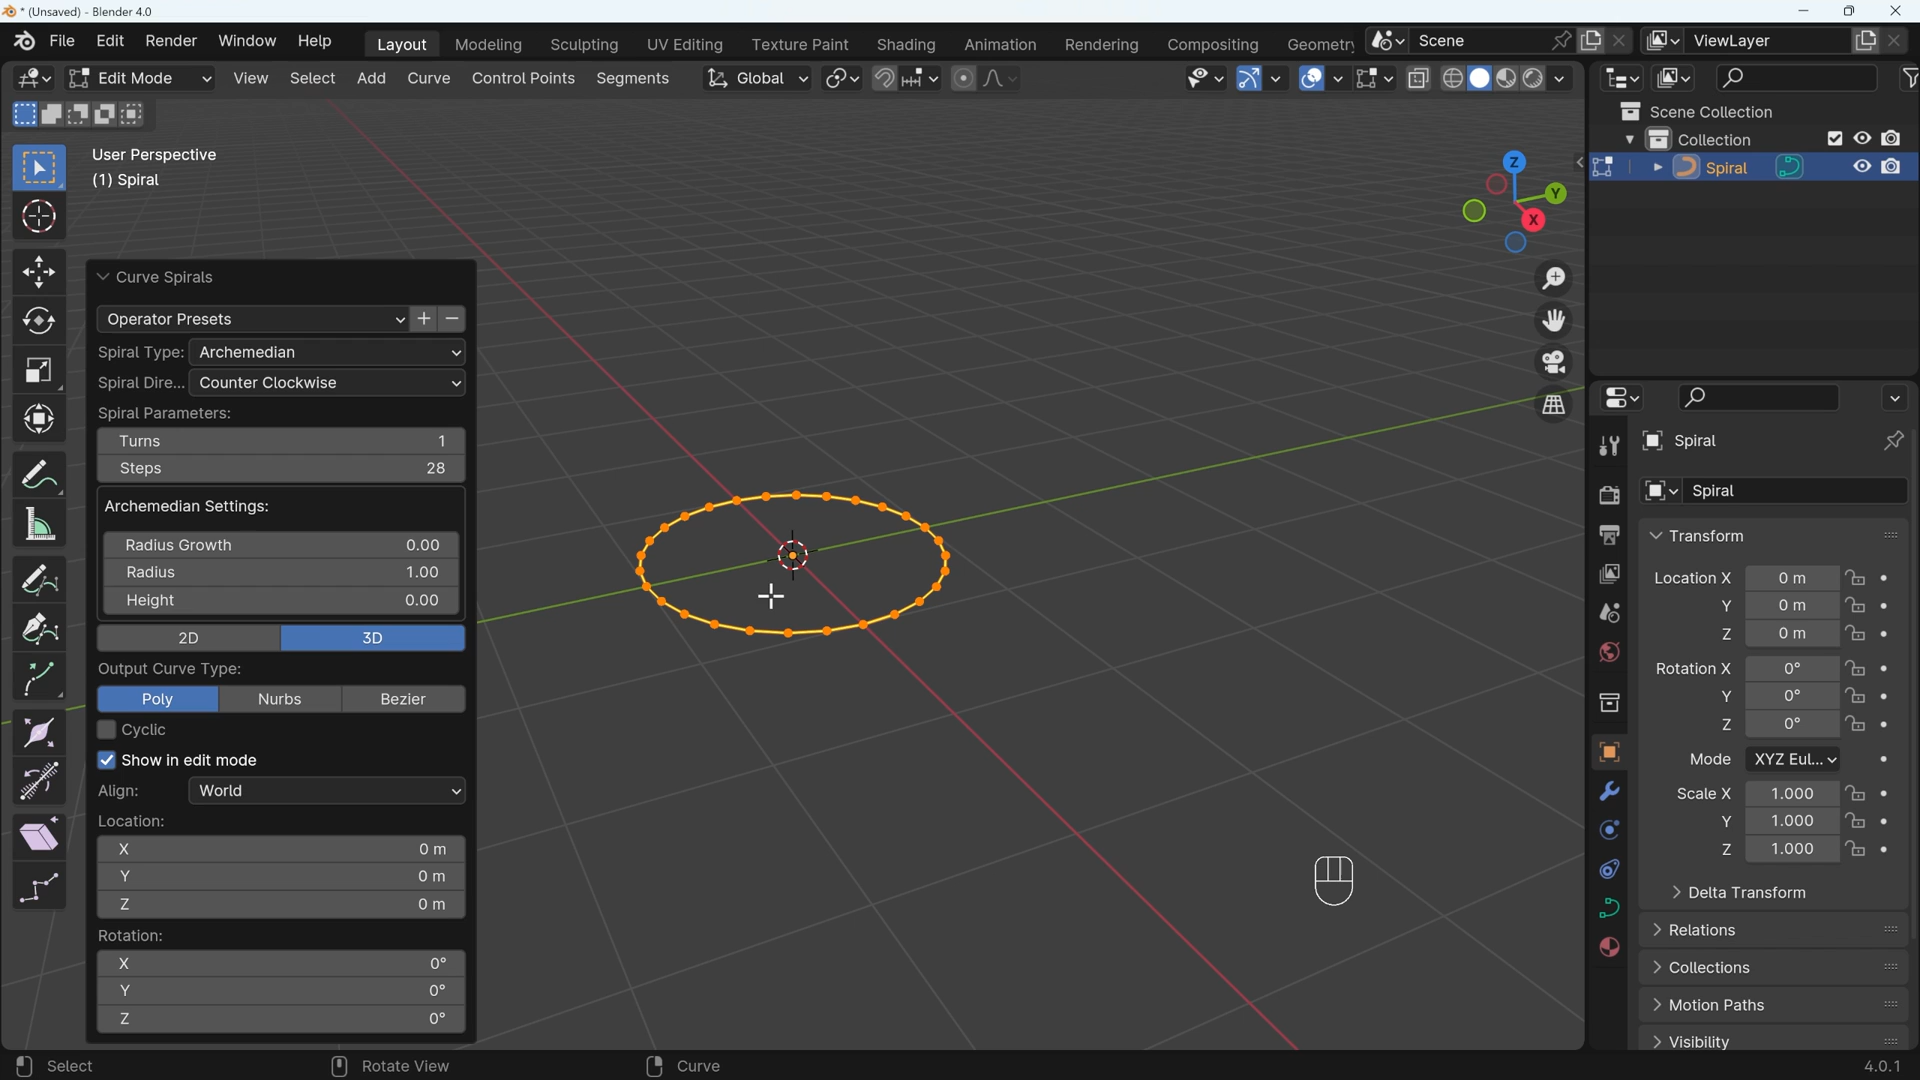 * (Unsaved) - Blender 4.0
File Edit Render Window Help Layout Modeling Sculpting UV Editing Texture Paint Shading Animation Rendering Compositing Geometry Scene ViewLayer
Edit Mode View Select Add Curve Control Points Segments Global
User Perspective
(1) Spiral
Z
Y
X
Scene Collection
Collection
Spiral
Curve Spirals
Operator Presets
Spiral Type: Archemedian
Spiral Dire... Counter Clockwise
Spiral Parameters:
Turns 1
Steps 28
Archemedian Settings:
Radius Growth 0.00
Radius 1.00
Height 0.00
2D 3D
Output Curve Type:
Poly Nurbs Bezier
Cyclic
Show in edit mode
Align: World
Location:
X 0 m
Y 0 m
Z 0 m
Rotation:
X 0°
Y 0°
Z 0°
Spiral
Spiral
Transform
Location X 0 m
Y 0 m
Z 0 m
Rotation X 0°
Y 0°
Z 0°
Mode XYZ Eul...
Scale X 1.000
Y 1.000
Z 1.000
Delta Transform
Relations
Collections
Motion Paths
Visibility
Select Rotate View Curve 4.0.1